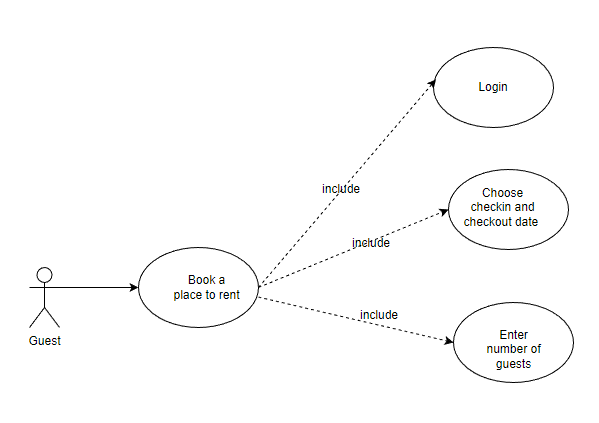 Login
include
Choose
checkin and
checkout date
include
Book a
place to rent
include
Guest
Enter
number of
guests